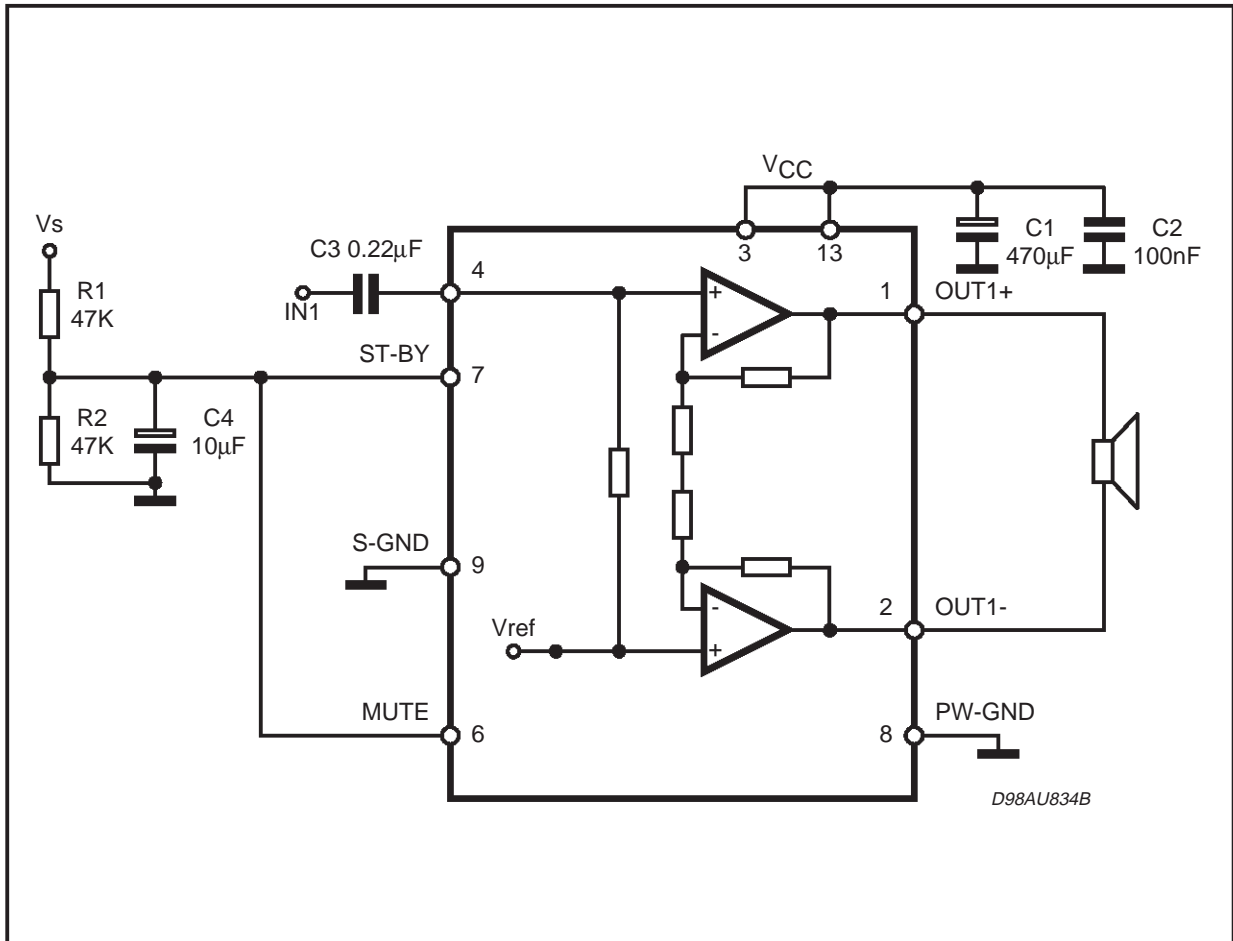 VCC
Vs
C3 0.22µF
3
13
C1
470µF
C2
100nF
R1
47K
IN1
4
+
-
1
OUT1+
ST-BY
7
R2
47K
C4
10µF
S-GND
9
-
+
Vref
2
OUT1-
MUTE
6
8
PW-GND
D98AU834B